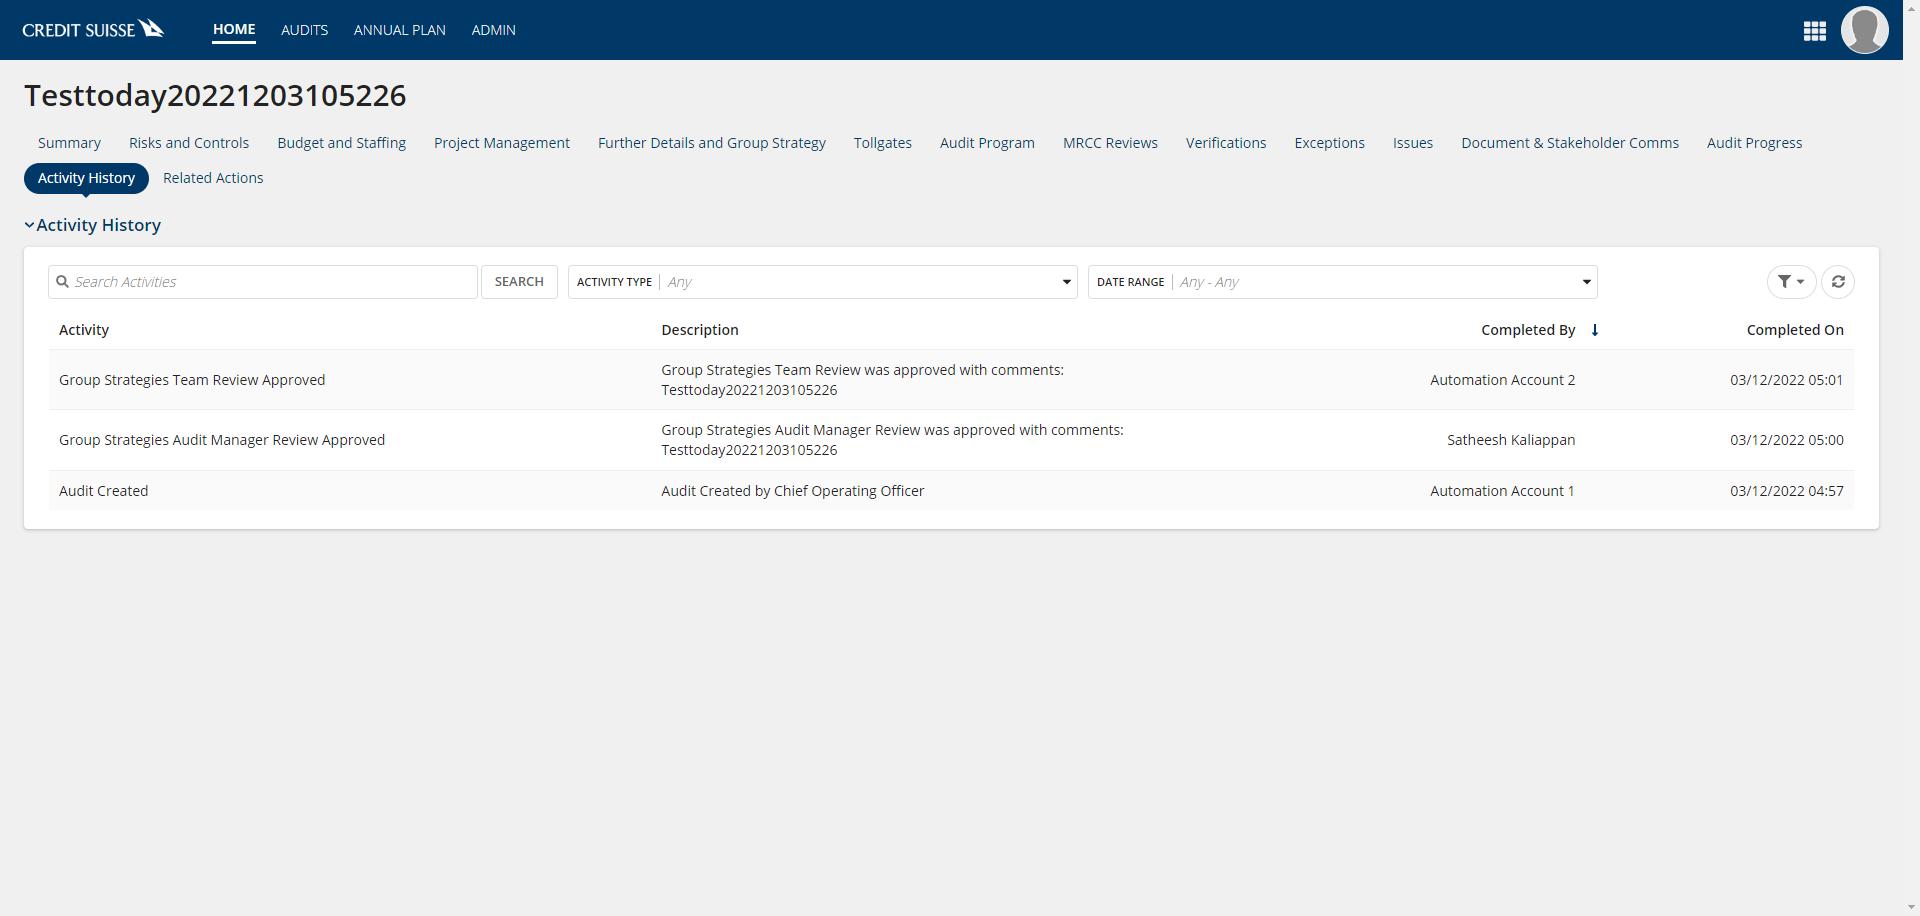 CREDIT SUISSE
HOME AUDITS ANNUAL PLAN ADMIN
Testtoday20221203105226
Summary Risks and Controls Budget and Staffing Project Management Further Details and Group Strategy Tollgates Audit Program MRCC Reviews Verifications Exceptions Issues Document & Stakeholder Comms Audit Progress
Activity History Related Actions
Activity History
Search Activities SEARCH ACTIVITY TYPE Any DATE RANGE Any - Any
Activity Description Completed By Completed On
Group Strategies Team Review Approved Group Strategies Team Review was approved with comments: Automation Account 2 03/12/2022 05:01
Testtoday20221203105226
Group Strategies Audit Manager Review Approved Group Strategies Audit Manager Review was approved with comments: Satheesh Kaliappan 03/12/2022 05:00
Testtoday20221203105226
Audit Created Audit Created by Chief Operating Officer Automation Account 1 03/12/2022 04:57